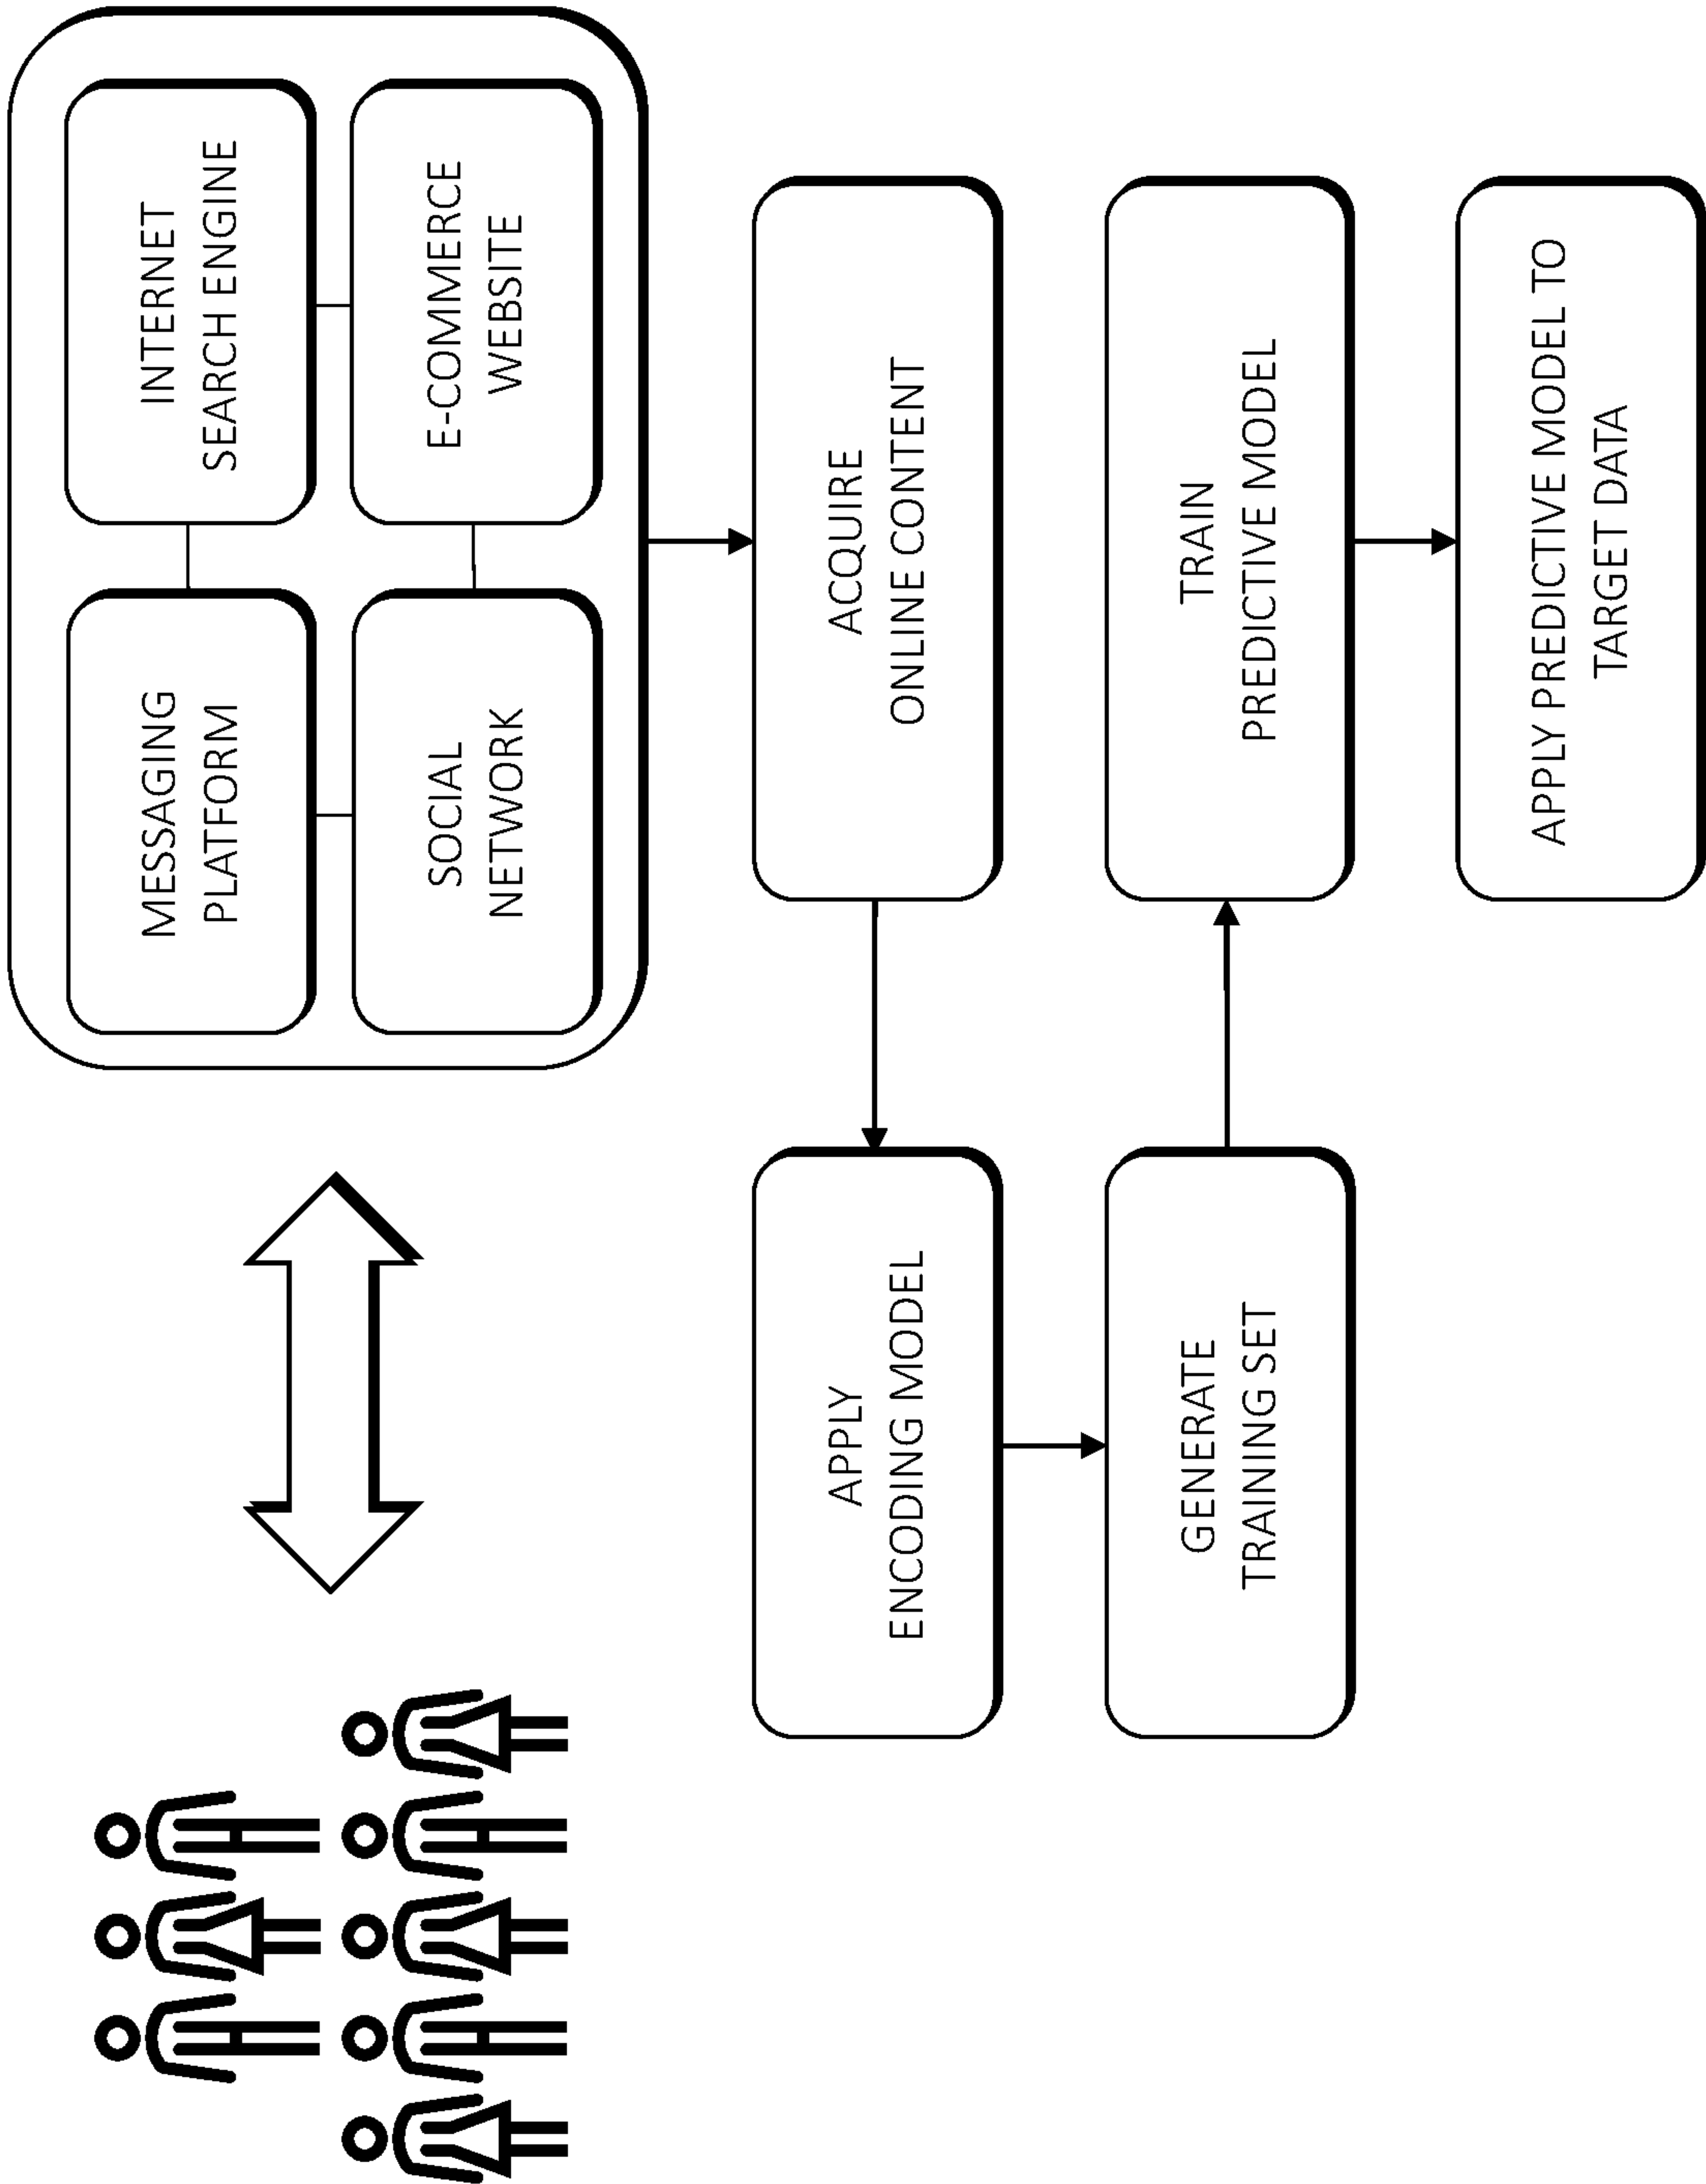 MESSAGING
PLATFORM
INTERNET
SEARCH ENGINE
SOCIAL
NETWORK
E-COMMERCE
WEBSITE
ACQUIRE
ONLINE CONTENT
APPLY
ENCODING MODEL
GENERATE
TRAINING SET
TRAIN
PREDICTIVE MODEL
APPLY PREDICTIVE MODEL TO
TARGET DATA